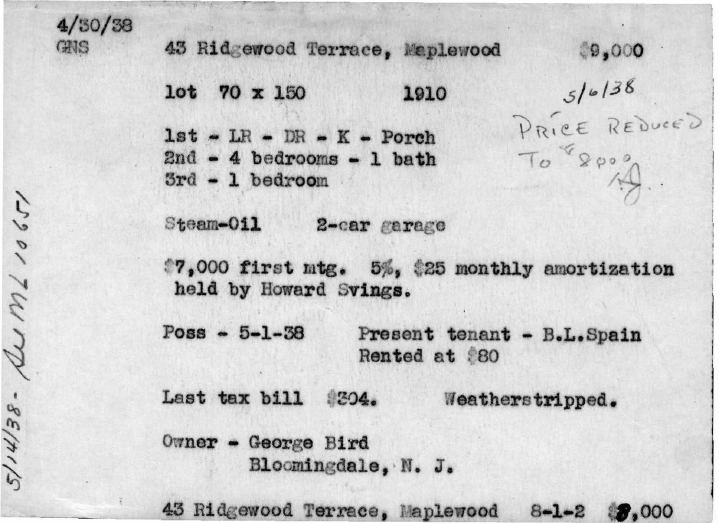 4/30/38
GNS
43 Ridgewood Terrace, Maplewood $9,000
lot 70 x 150 1910
5/6/38
PRICE REDUCED
TO $8000
1st - LR - DR - K - Porch
2nd - 4 bedrooms - 1 bath
3rd - 1 bedroom
Steam-Oil 2-car garage
$7,000 first mtg. 5%, $25 monthly amortization
held by Howard Svings.
Poss - 5-1-38 Present tenant - B.L.Spain
Rented at $80
Last tax bill $304. Weatherstripped.
Owner - George Bird
Bloomingdale, N. J.
43 Ridgewood Terrace, Maplewood 8-1-2 $8,000
5/14/38 - ML 10651